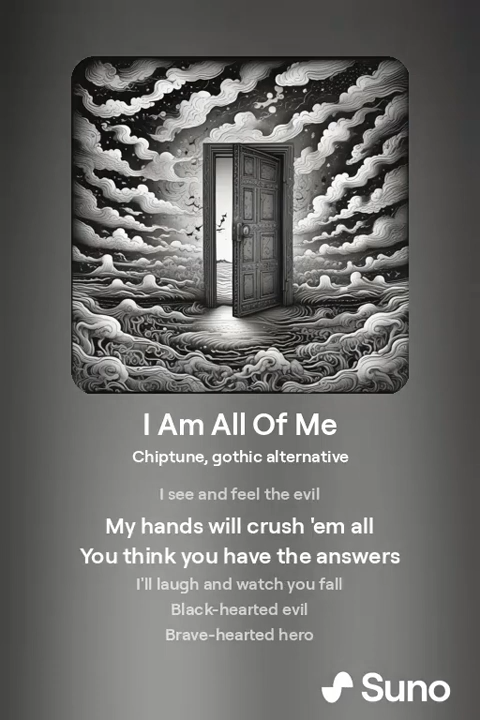 I Am All Of Me
Chiptune, gothic alternative
I see and feel the evil
My hands will crush 'em all
You think you have the answers
I'll laugh and watch you fall
Black-hearted evil
Brave-hearted hero
Suno